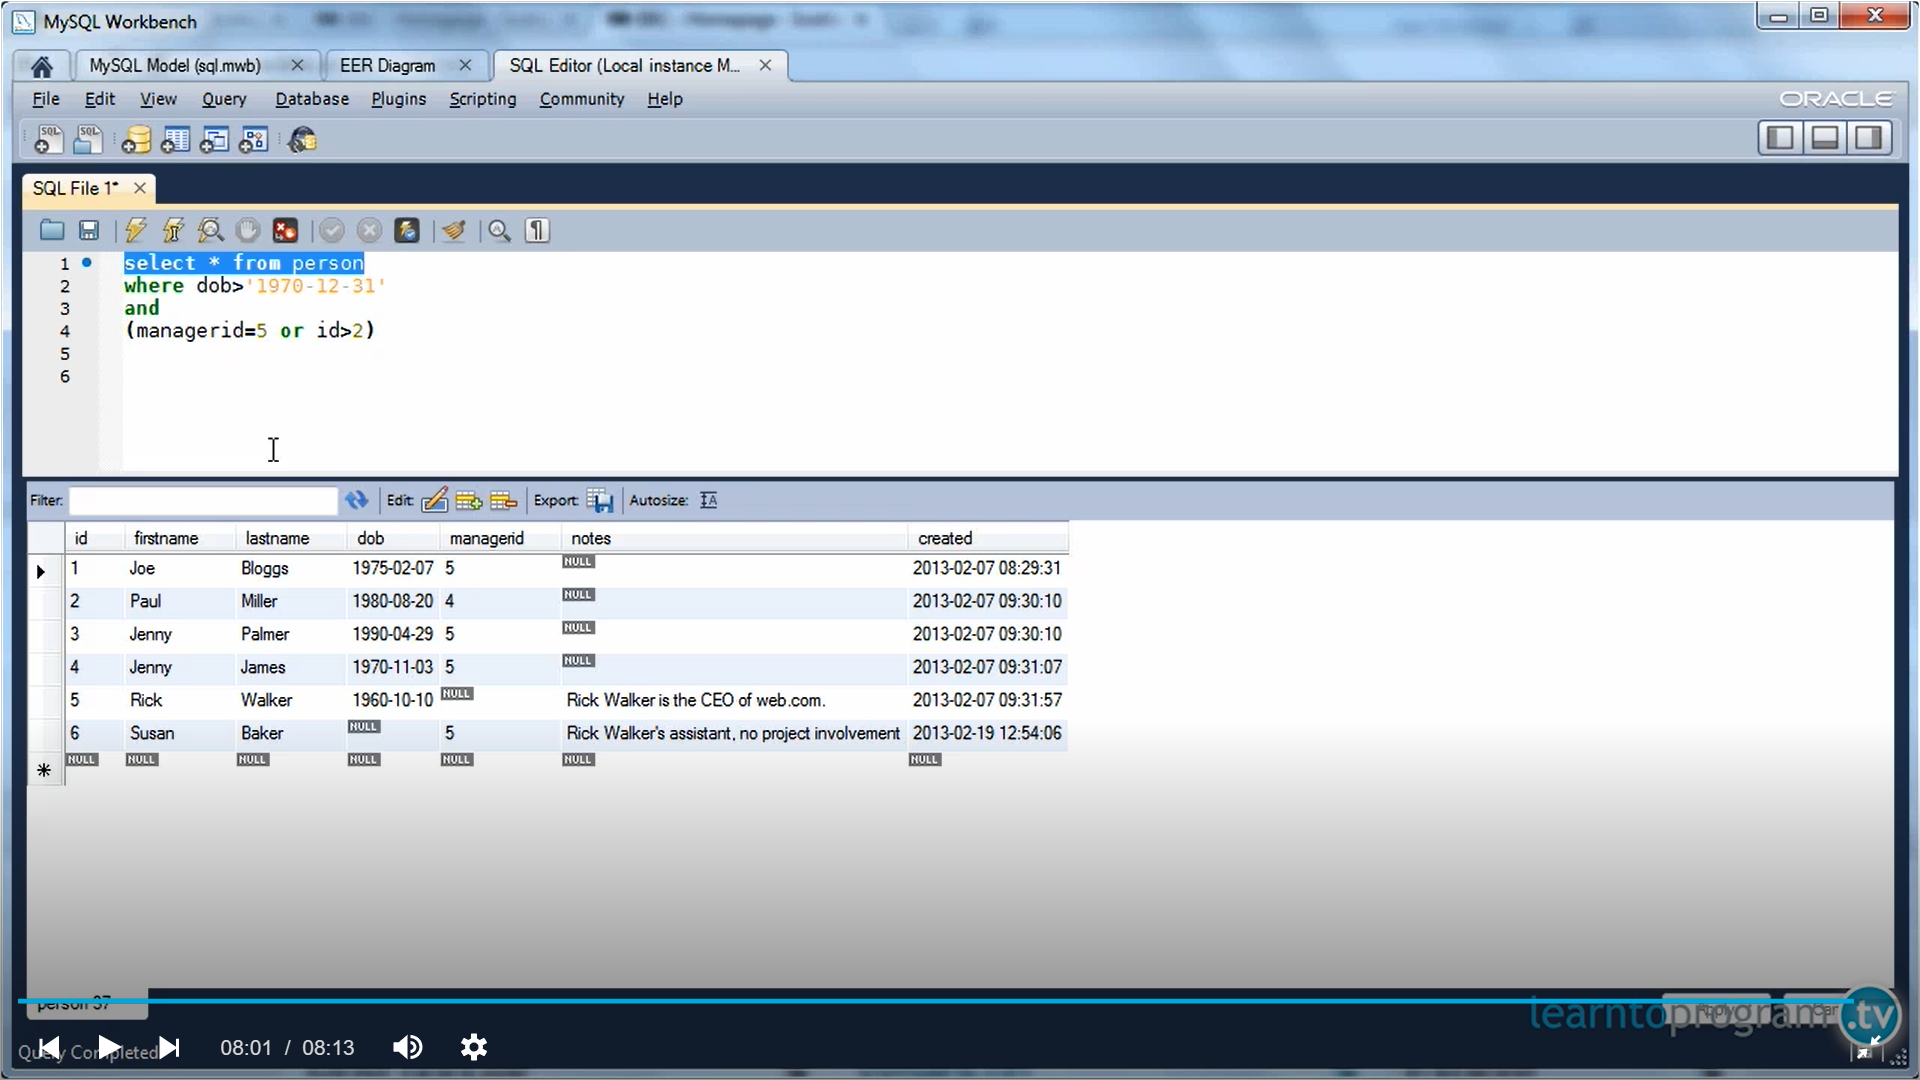 MySQL Workbench
MySQL Model (sql.mwb) EER Diagram SQL Editor (Local instance M...
File Edit View Query Database Plugins Scripting Community Help ORACLE
SQL SQL
SQL File 1*
1 select * from person
2 where dob>'1970-12-31'
3 and
4 (managerid=5 or id>2)
5
6
Filter: Edit: Export: Autosize:
id firstname lastname dob managerid notes created
1 Joe Bloggs 1975-02-07 5 NULL 2013-02-07 08:29:31
2 Paul Miller 1980-08-20 4 NULL 2013-02-07 09:30:10
3 Jenny Palmer 1990-04-29 5 NULL 2013-02-07 09:30:10
4 Jenny James 1970-11-03 5 NULL 2013-02-07 09:31:07
5 Rick Walker 1960-10-10 NULL Rick Walker is the CEO of web.com. 2013-02-07 09:31:57
6 Susan Baker NULL 5 Rick Walker's assistant, no project involvement 2013-02-19 12:54:06
NULL NULL NULL NULL NULL NULL NULL
person 37
learntoprogram.tv
Query Completed
08:01 / 08:13